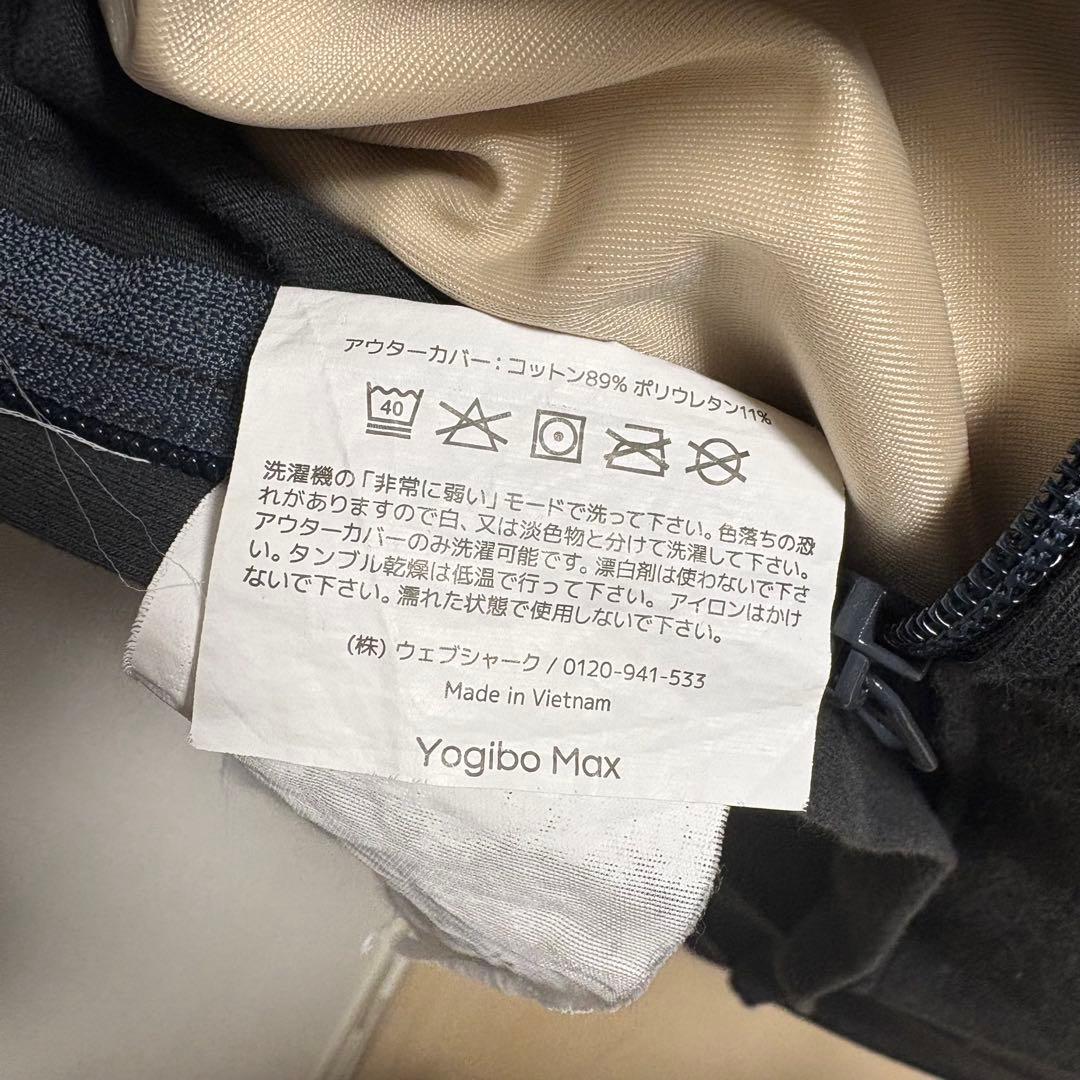 アウターカバー：コットン89% ポリウレタン11%
40
洗濯機の「非常に弱い」モードで洗って下さい。色落ちの恐
れがありますので白、又は淡色物と分けて洗濯して下さい。
アウターカバーのみ洗濯可能です。漂白剤は使わないで下さ
い。タンブル乾燥は低温で行って下さい。アイロンはかけ
ないで下さい。濡れた状態で使用しないで下さい。
(株) ウェブシャーク / 0120-941-533
Made in Vietnam
Yogibo Max